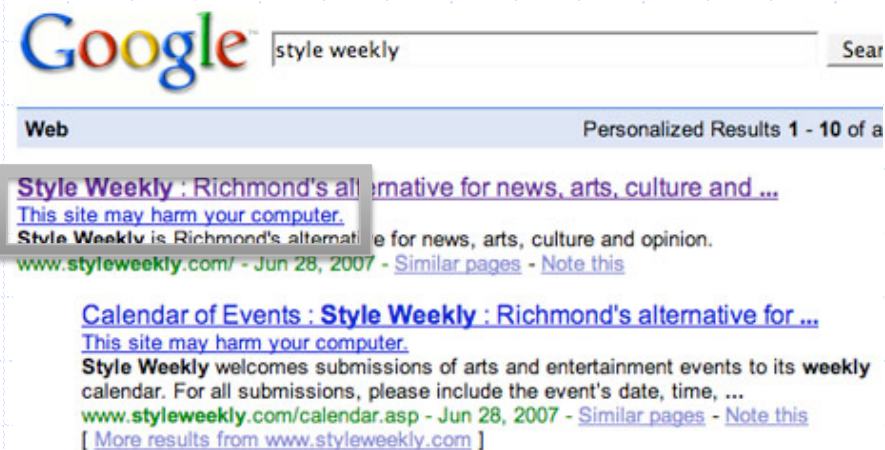 Google™
style weekly
Sear
Web
Personalized Results 1 - 10 of a
Style Weekly : Richmond's alternative for news, arts, culture and ...
This site may harm your computer.
Style Weekly is Richmond's alternative for news, arts, culture and opinion.
www.styleweekly.com/ - Jun 28, 2007 - Similar pages - Note this
Calendar of Events : Style Weekly : Richmond's alternative for ...
This site may harm your computer.
Style Weekly welcomes submissions of arts and entertainment events to its weekly
calendar. For all submissions, please include the event's date, time, ...
www.styleweekly.com/calendar.asp - Jun 28, 2007 - Similar pages - Note this
[ More results from www.styleweekly.com ]